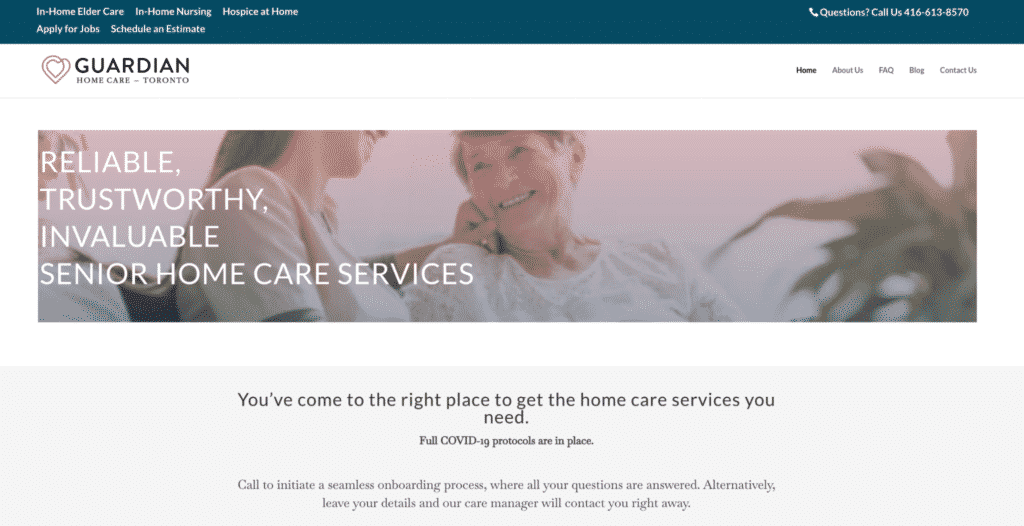 In-Home Elder Care In-Home Nursing Hospice at Home
Questions? Call Us 416-613-8570
Apply for Jobs Schedule an Estimate
GUARDIAN
HOME CARE – TORONTO
Home About Us FAQ Blog Contact Us
RELIABLE,
TRUSTWORTHY,
INVALUABLE
SENIOR HOME CARE SERVICES
You’ve come to the right place to get the home care services you
need.
Full COVID-19 protocols are in place.
Call to initiate a seamless onboarding process, where all your questions are answered. Alternatively,
leave your details and our care manager will contact you right away.